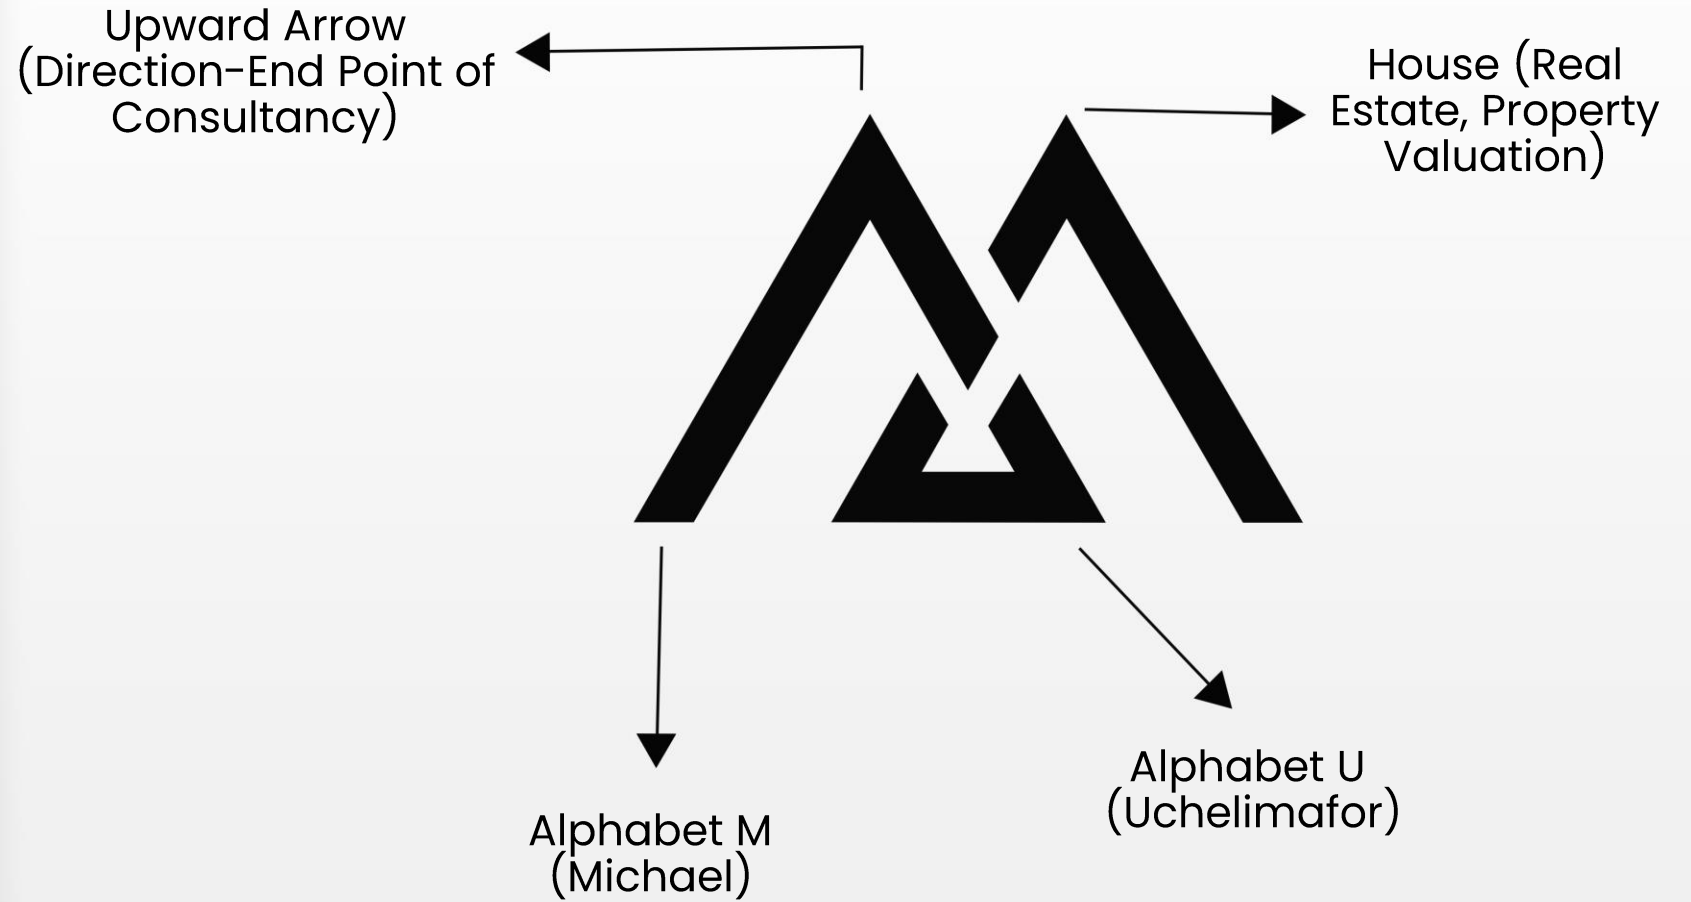 Upward Arrow
(Direction-End Point of
Consultancy)
House (Real
Estate, Property
Valuation)
Alphabet M
(Michael)
Alphabet U
(Uchelimafor)